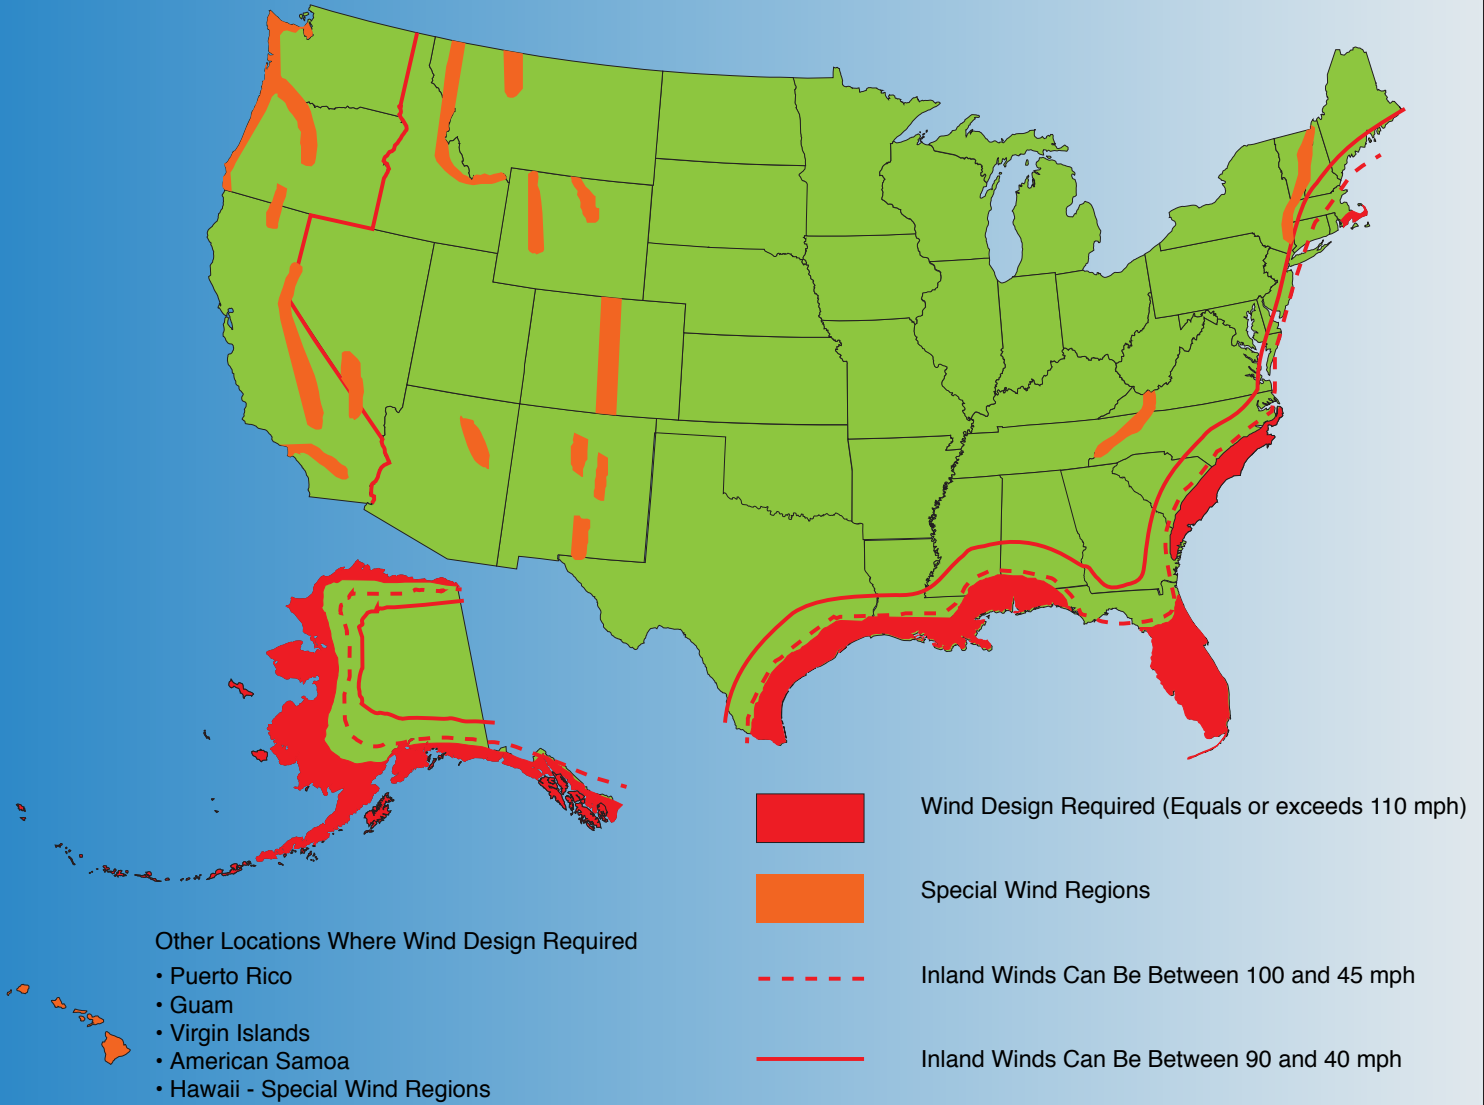 Wind Design Required (Equals or exceeds 110 mph)
Special Wind Regions
Inland Winds Can Be Between 100 and 45 mph
Inland Winds Can Be Between 90 and 40 mph
Other Locations Where Wind Design Required
• Puerto Rico
• Guam
• Virgin Islands
• American Samoa
• Hawaii - Special Wind Regions